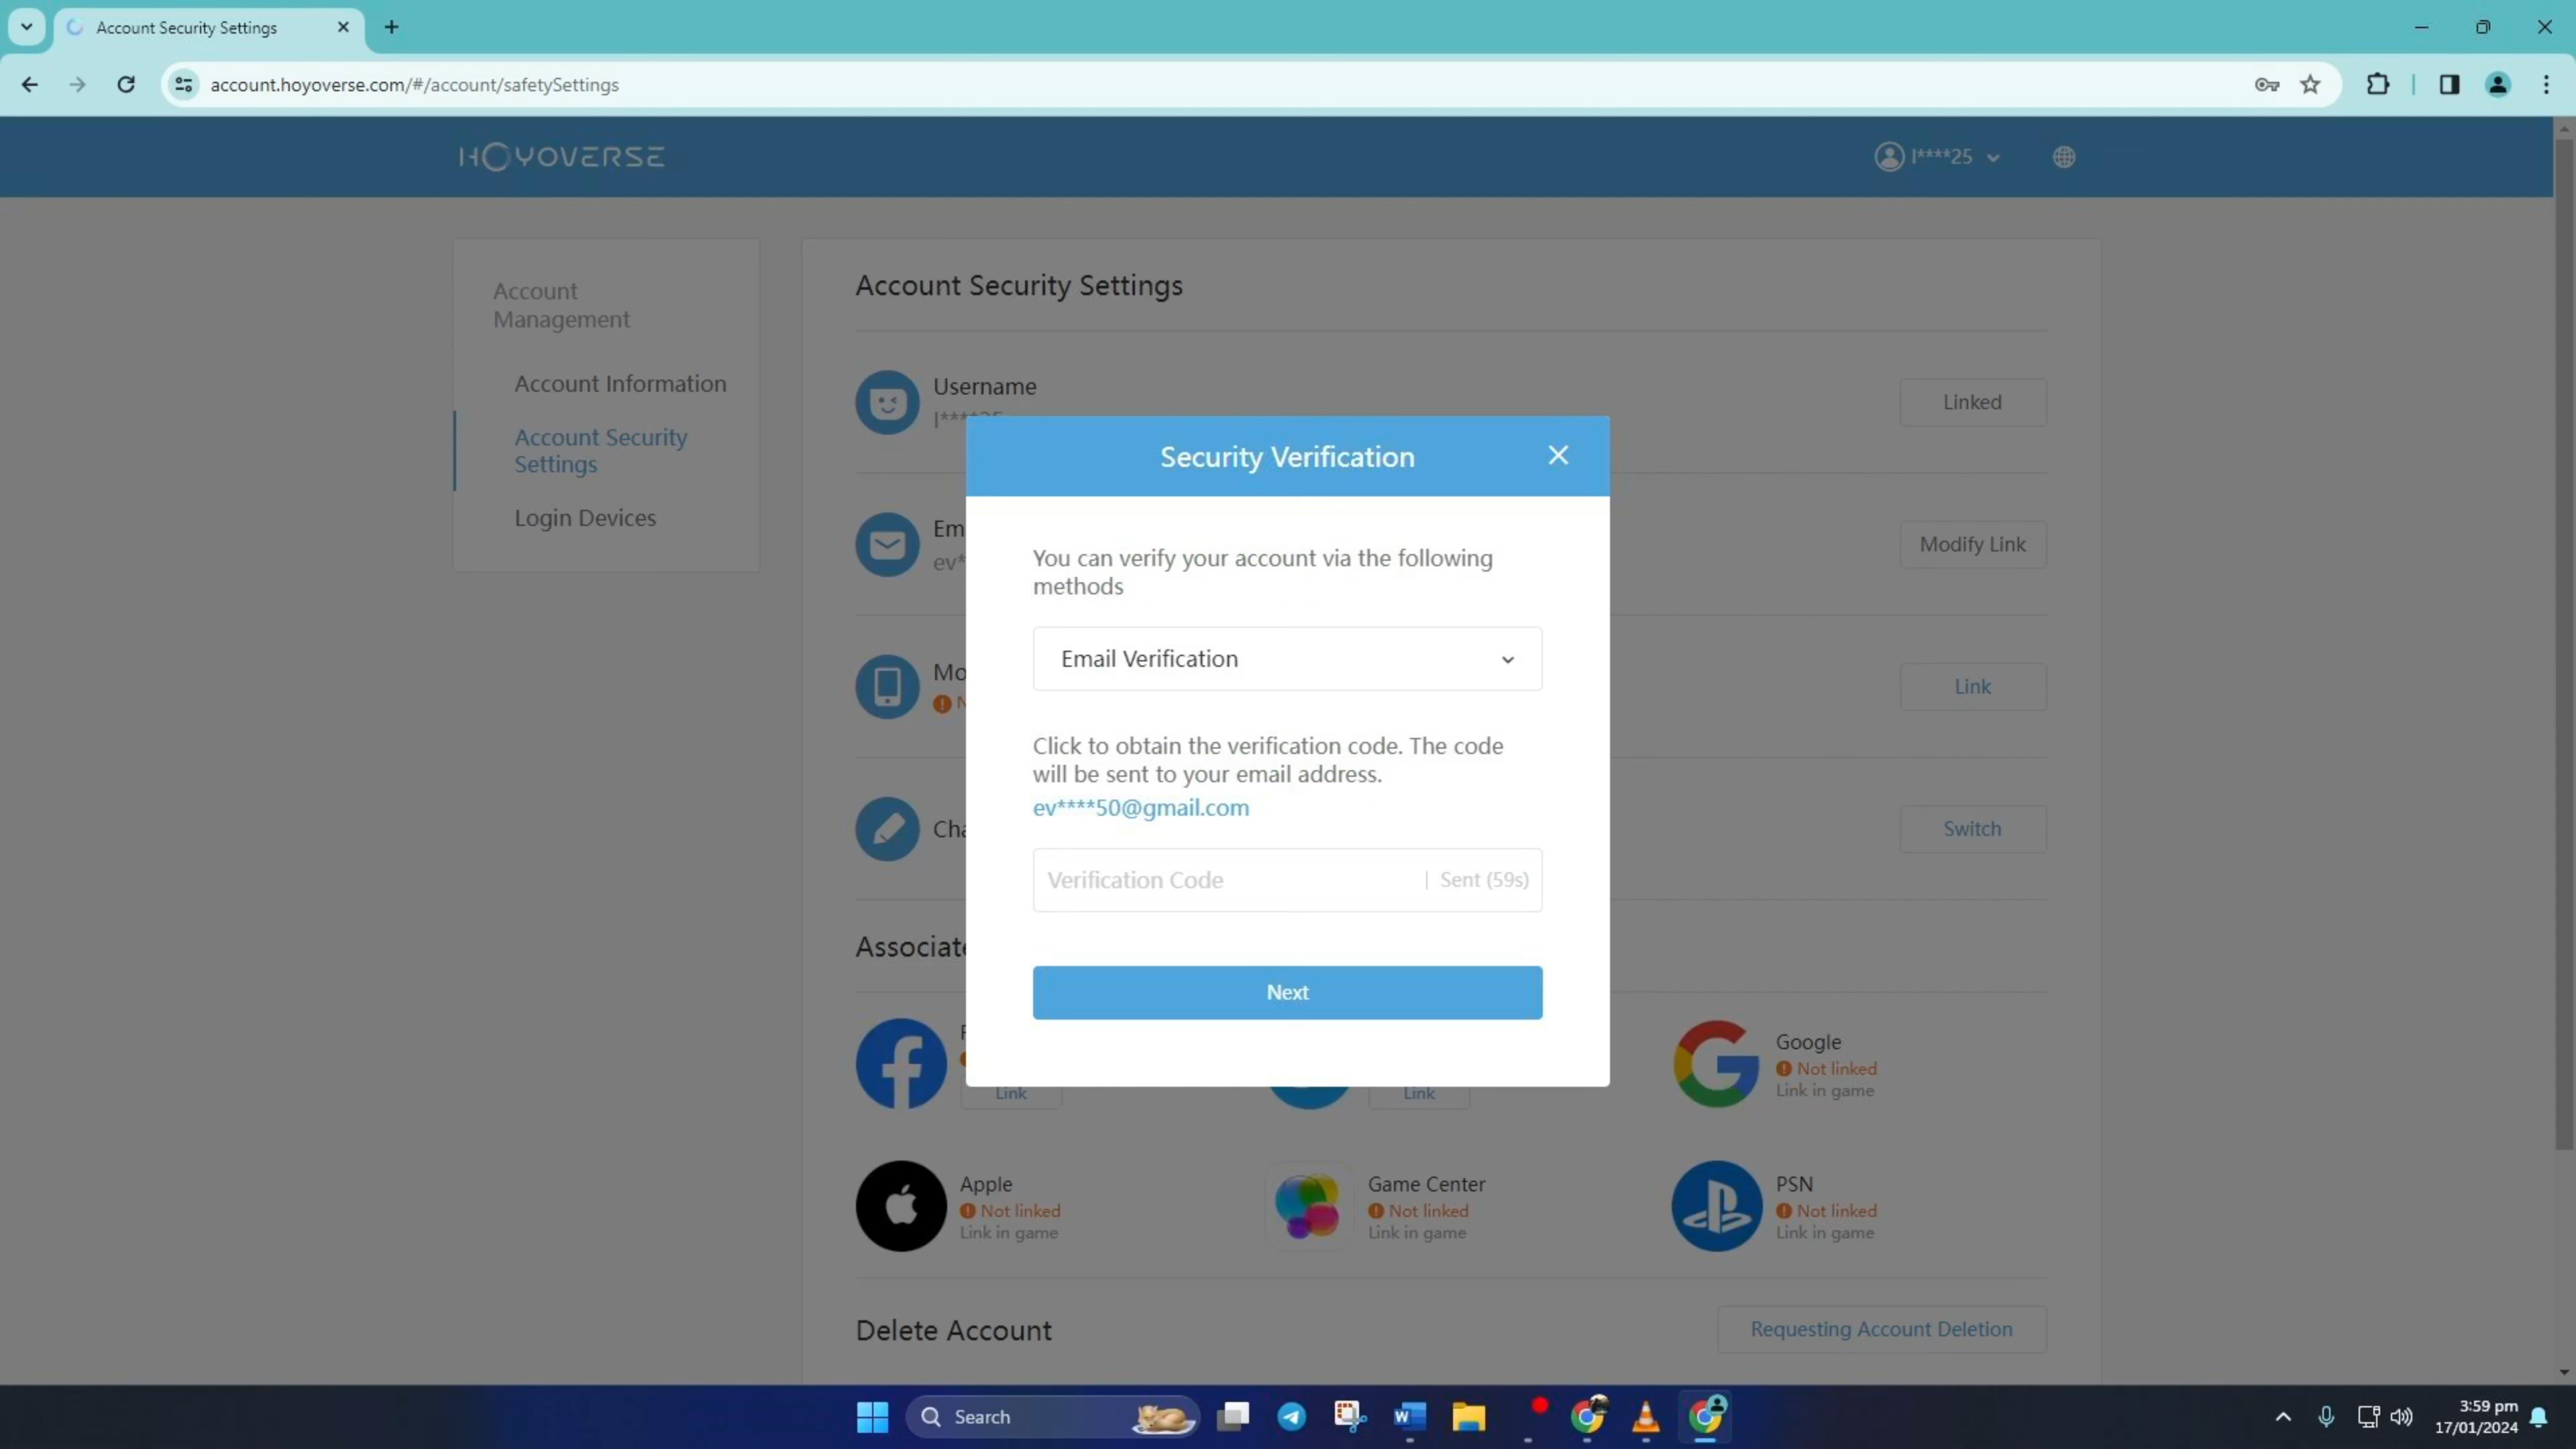 Account Security Settings
account.hoyoverse.com/#/account/safetySettings
HOYOVERSE
l****25
Account
Management
Account Information
Account Security
Settings
Login Devices
Account Security Settings
Username
l****25
Linked
Em
ev*
Modify Link
Mo
N
Link
Cha
Switch
Security Verification
You can verify your account via the following
methods
Email Verification
Click to obtain the verification code. The code
will be sent to your email address.
ev****50@gmail.com
Verification Code | Sent (59s)
Next
Associate
F
Link
Link
Google
Not linked
Link in game
Apple
Not linked
Link in game
Game Center
Not linked
Link in game
PSN
Not linked
Link in game
Delete Account
Requesting Account Deletion
Search
3:59 pm
17/01/2024